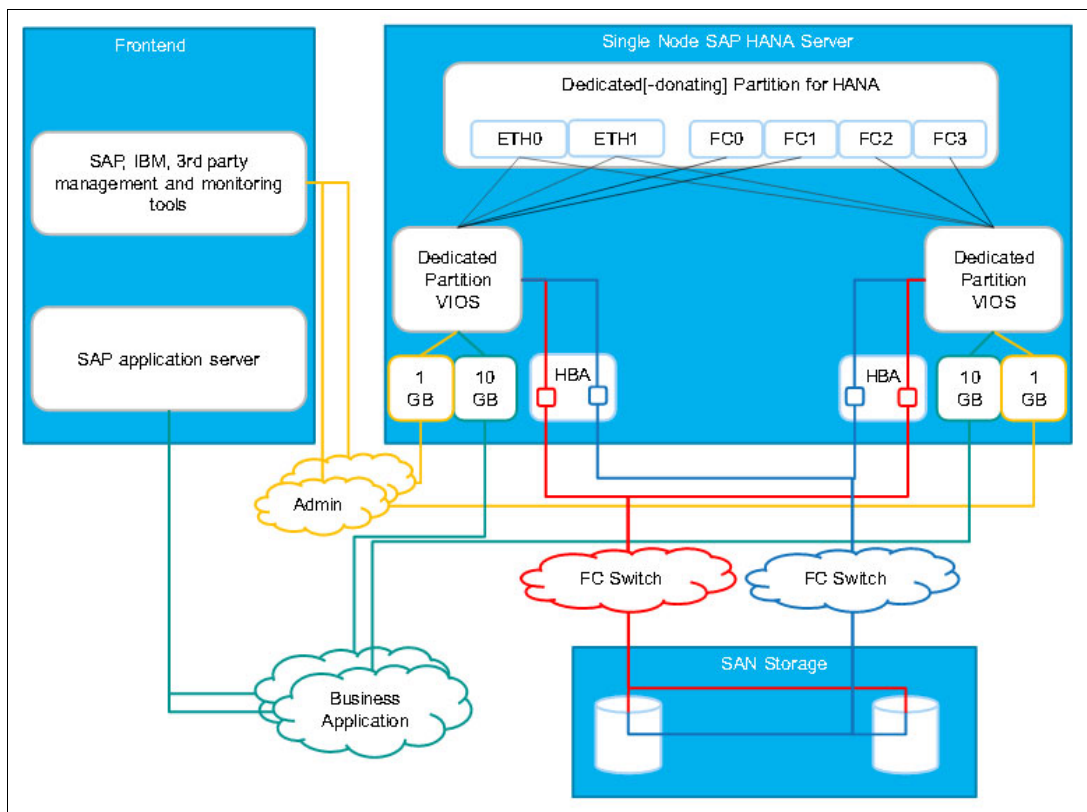 Frontend
SAP, IBM, 3rd party
management and monitoring
tools
SAP application server
Single Node SAP HANA Server
Dedicated[-donating] Partition for HANA
ETH0
ETH1
FC0
FC1
FC2
FC3
Dedicated
Partition
VIOS
Dedicated
Partition
VIOS
1
GB
10
GB
HBA
HBA
10
GB
1
GB
Admin
FC Switch
FC Switch
Business
Application
SAN Storage